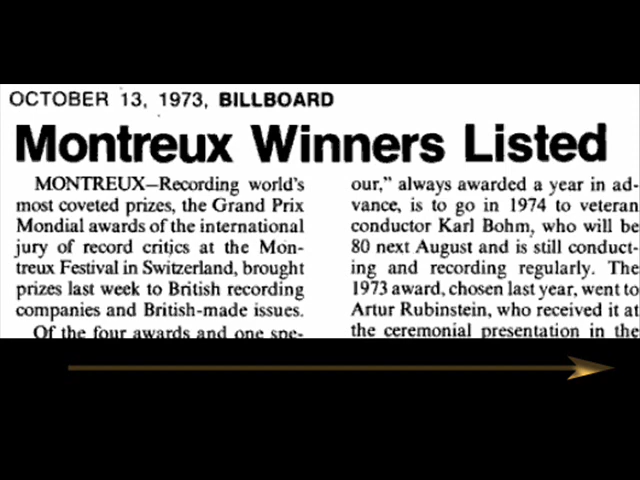 OCTOBER 13, 1973, BILLBOARD
Montreux Winners Listed
MONTREUX—Recording world's
most coveted prizes, the Grand Prix
Mondial awards of the international
jury of record critics at the Mon-
treux Festival in Switzerland, brought
prizes last week to British recording
companies and British-made issues.
Of the four awards and one spe-
our," always awarded a year in ad-
vance, is to go in 1974 to veteran
conductor Karl Bohm, who will be
80 next August and is still conduct-
ing and recording regularly. The
1973 award, chosen last year, went to
Artur Rubinstein, who received it at
the ceremonial presentation in the